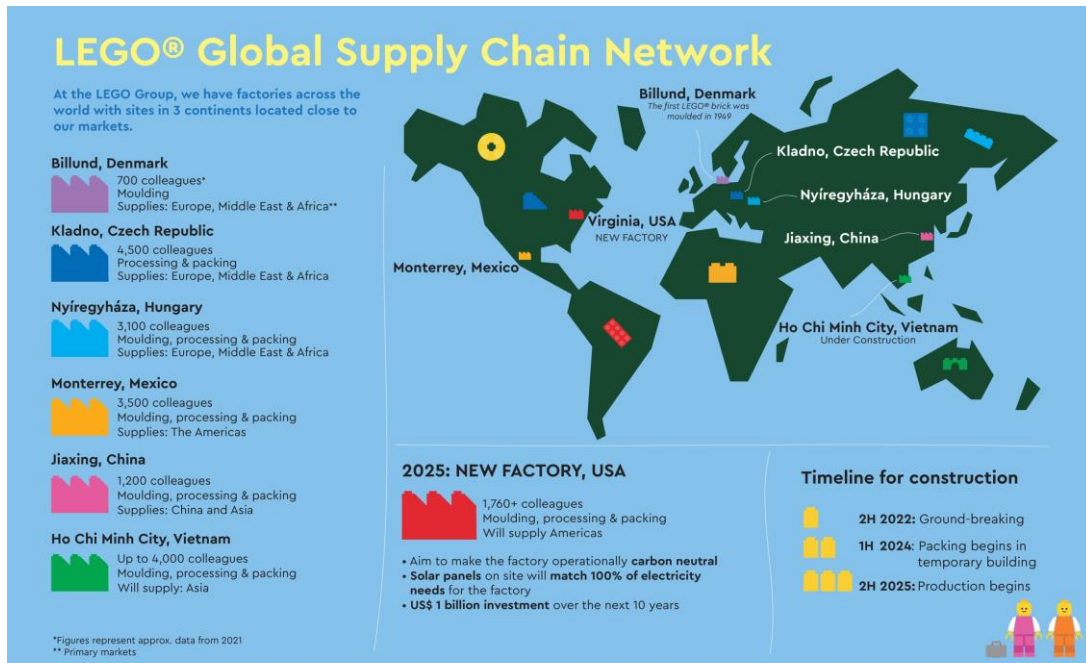 LEGO® Global Supply Chain Network
At the LEGO Group, we have factories across the
world with sites in 3 continents located close to
our markets.
Billund, Denmark
700 colleagues*
Moulding
Supplies: Europe, Middle East & Africa**
Kladno, Czech Republic
4,500 colleagues
Processing & packing
Supplies: Europe, Middle East & Africa
Nyíregyháza, Hungary
3,100 colleagues
Moulding, processing & packing
Supplies: Europe, Middle East & Africa
Monterrey, Mexico
3,500 colleagues
Moulding, processing & packing
Supplies: The Americas
Jiaxing, China
1,200 colleagues
Moulding, processing & packing
Supplies: China and Asia
Ho Chi Minh City, Vietnam
Up to 4,000 colleagues
Moulding, processing & packing
Will supply: Asia
*Figures represent approx. data from 2021
** Primary markets
Billund, Denmark
The first LEGO® brick was
moulded in 1949
Kladno, Czech Republic
Nyíregyháza, Hungary
Virginia, USA
NEW FACTORY
Jiaxing, China
Monterrey, Mexico
Ho Chi Minh City, Vietnam
Under Construction
2025: NEW FACTORY, USA
1,760+ colleagues
Moulding, processing & packing
Will supply Americas
• Aim to make the factory operationally carbon neutral
• Solar panels on site will match 100% of electricity
needs for the factory
• US$ 1 billion investment over the next 10 years
Timeline for construction
2H 2022: Ground-breaking
1H 2024: Packing begins in
temporary building
2H 2025: Production begins